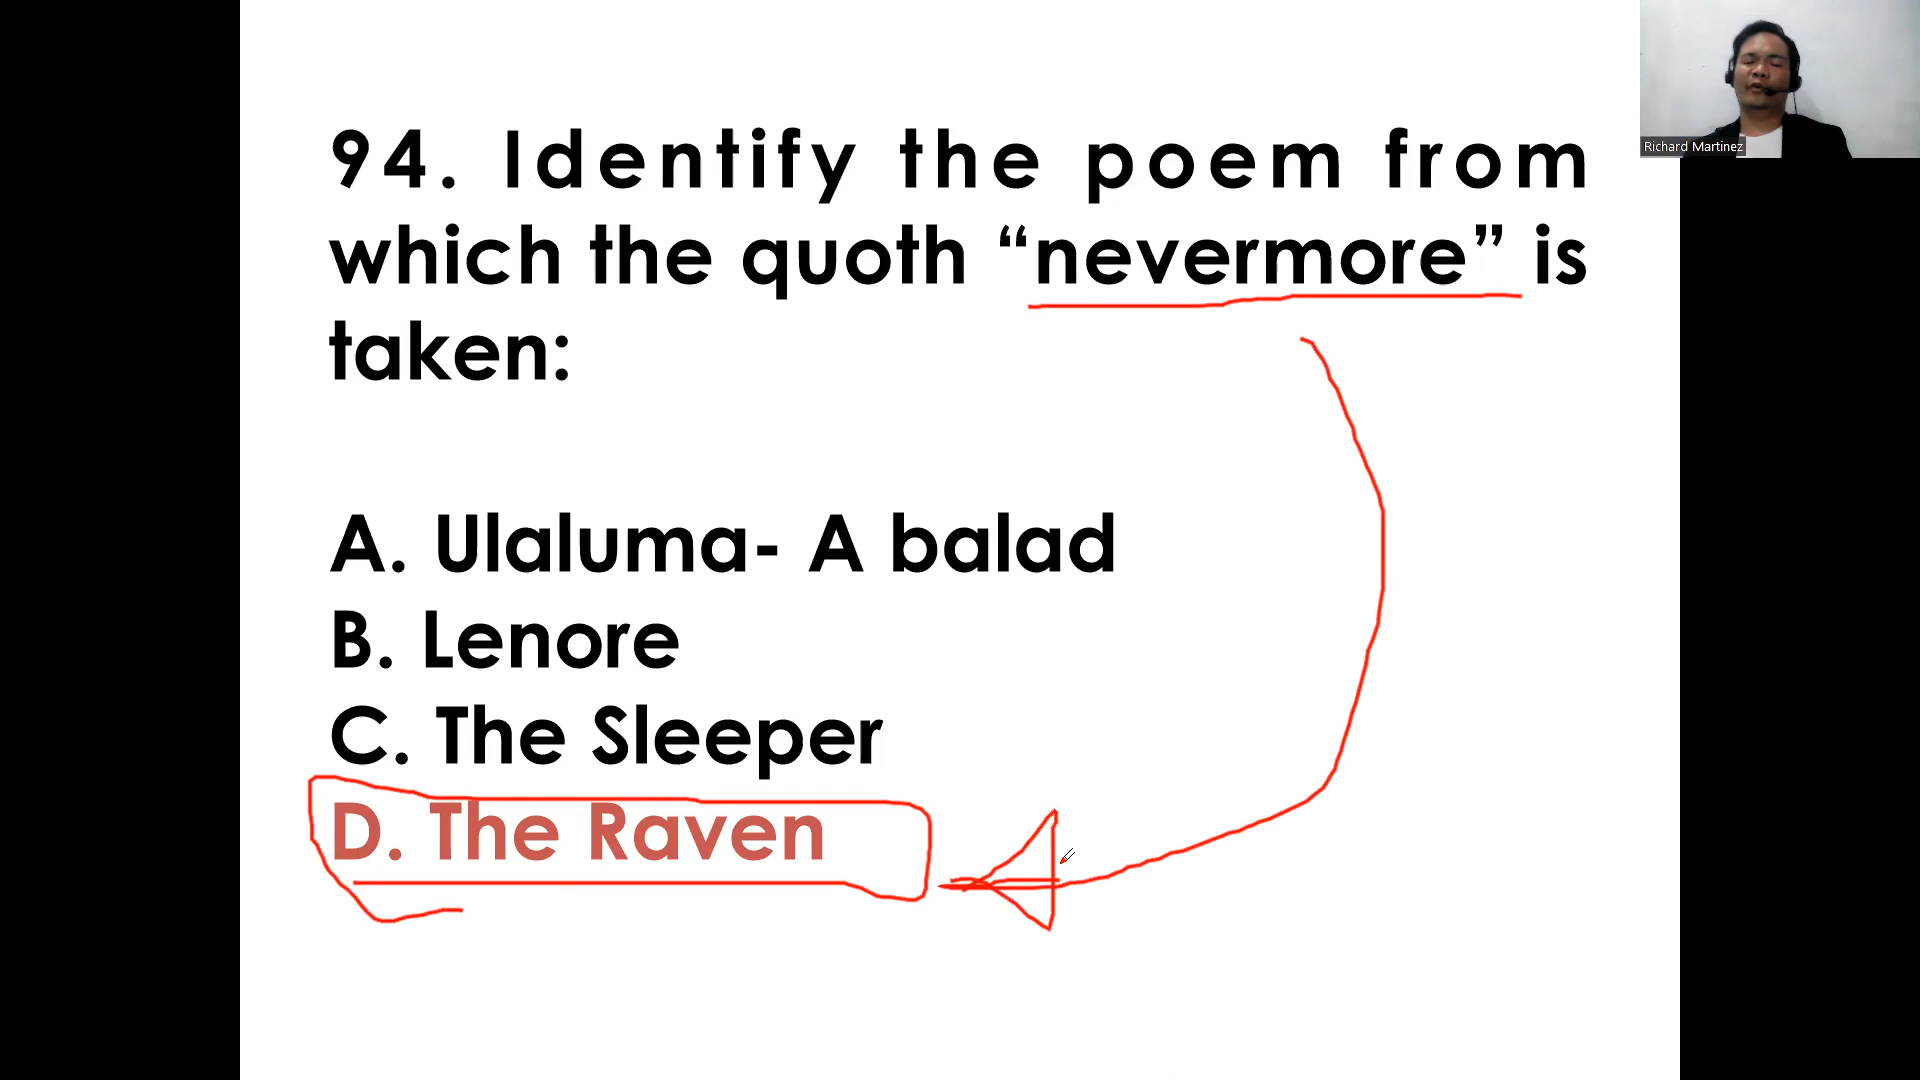 94. Identify the poem from
which the quoth “nevermore” is
taken:
A. Ulaluma- A balad
B. Lenore
C. The Sleeper
D. The Raven
Richard Martinez